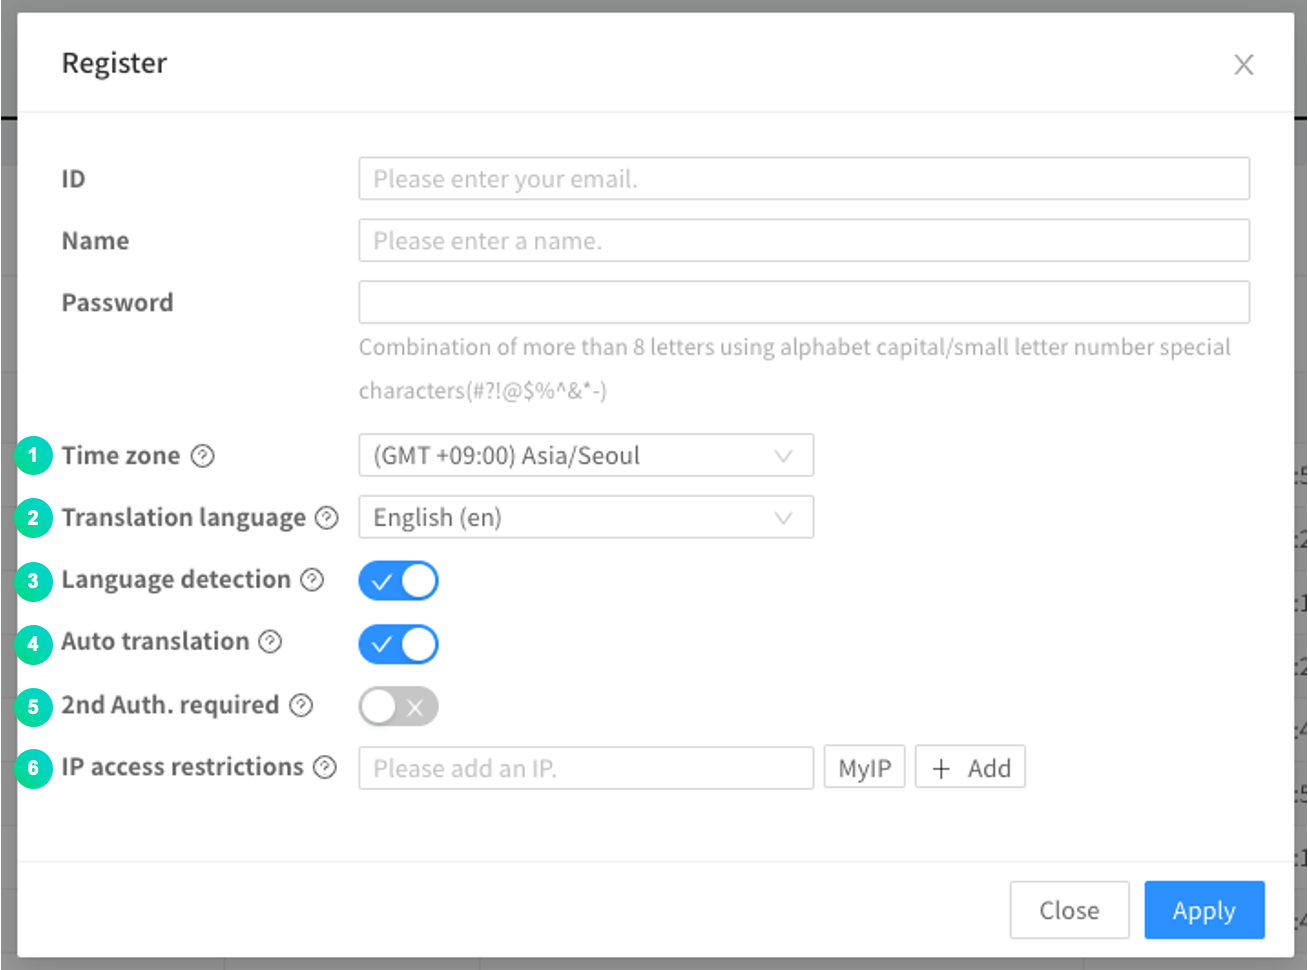 Register
ID
Please enter your email.
Name
Please enter a name.
Password
Combination of more than 8 letters using alphabet capital/small letter number special
characters(#?!@$%^&*-)
1 Time zone ? (GMT +09:00) Asia/Seoul
2 Translation language ? English (en)
3 Language detection ?
4 Auto translation ?
5 2nd Auth. required ?
6 IP access restrictions ? Please add an IP. MyIP + Add
Close Apply